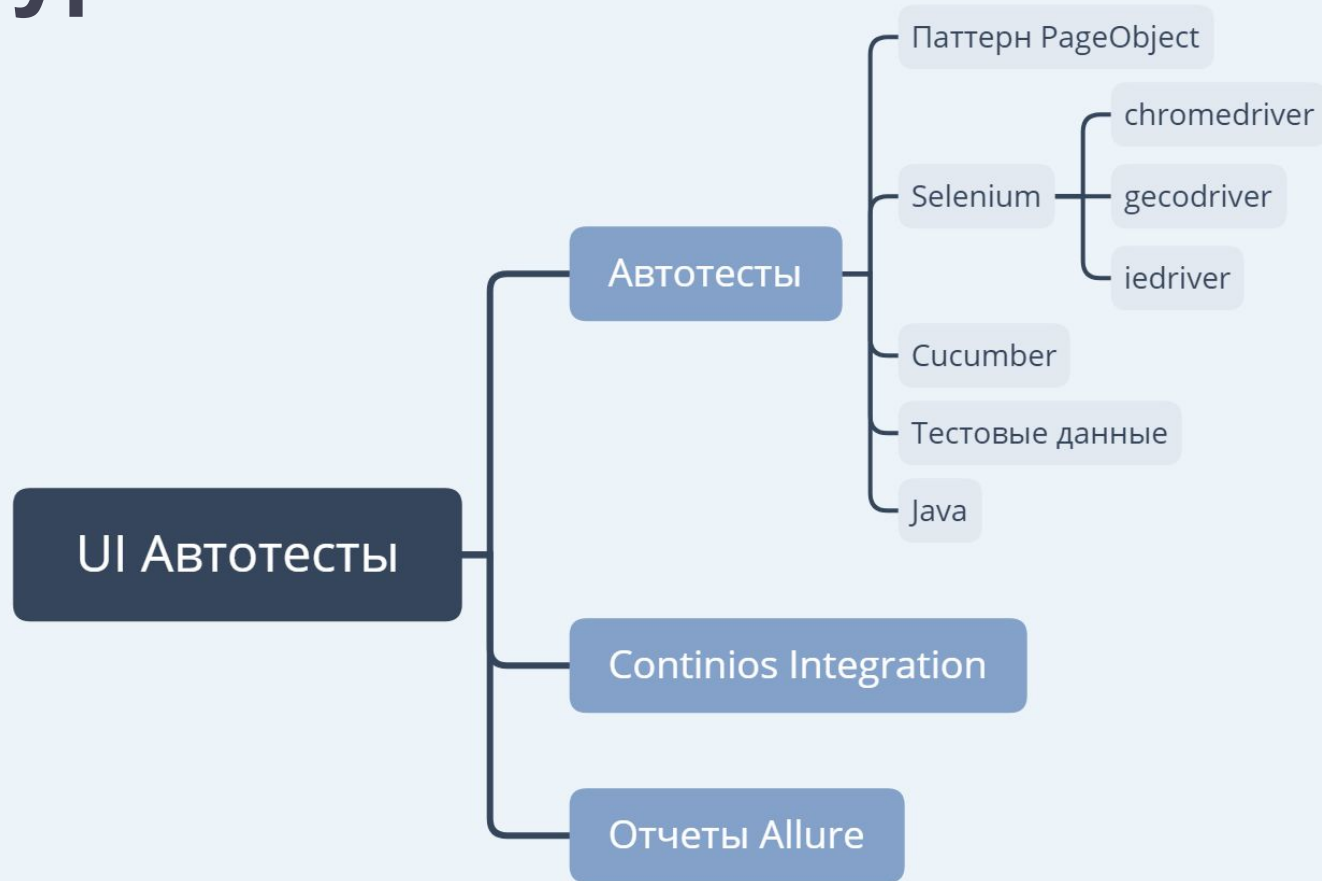 Паттерн PageObject
chromedriver
Selenium
gecodriver
iedriver
Автотесты
Cucumber
Тестовые данные
Java
UI Автотесты
Continios Integration
Отчеты Allure